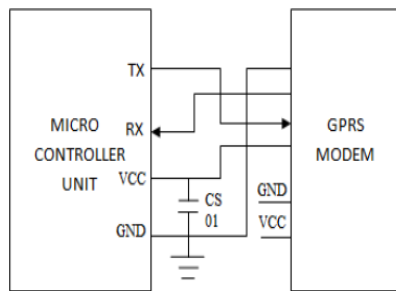 TX
RX
MICRO
CONTROLLER
UNIT
VCC
GND
CS
01
GPRS
MODEM
GND
VCC